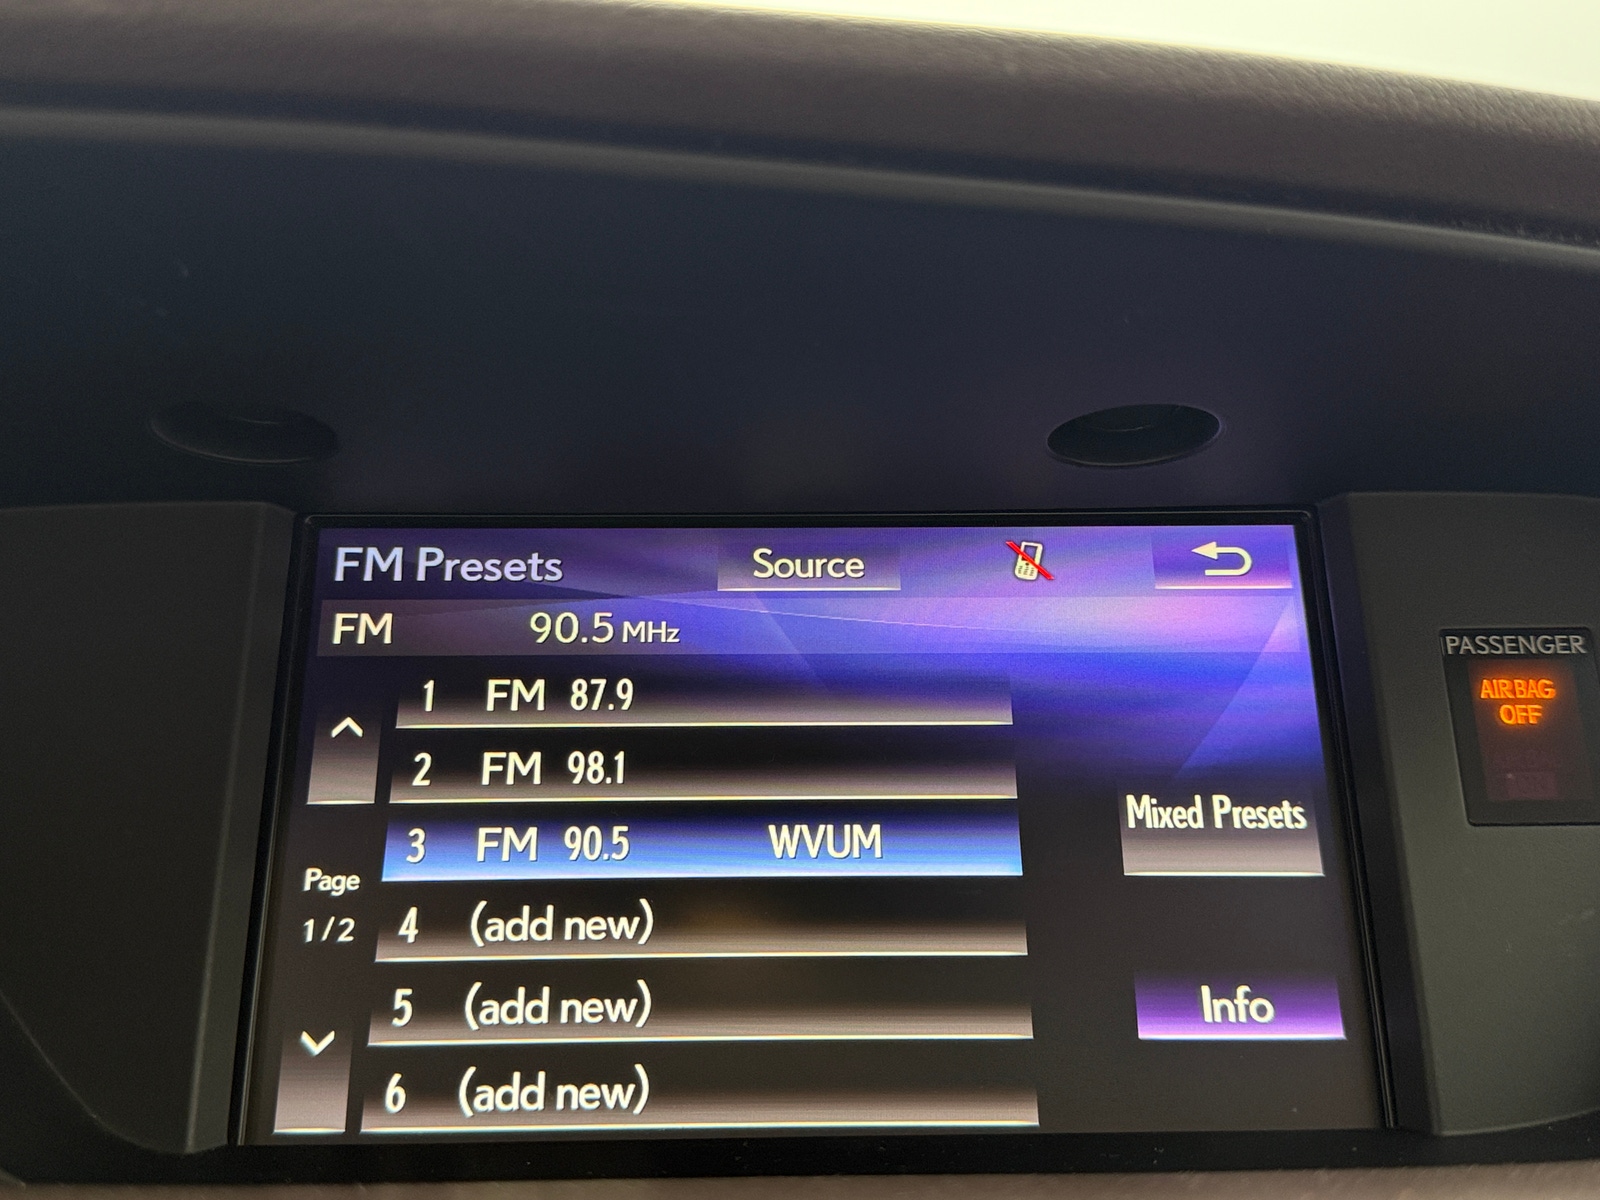 FM Presets Source
FM 90.5 MHz
1 FM 87.9
2 FM 98.1
3 FM 90.5 WVUM
4 (add new)
5 (add new)
6 (add new)
Page
1/2
Mixed Presets
Info
PASSENGER
AIR BAG
OFF